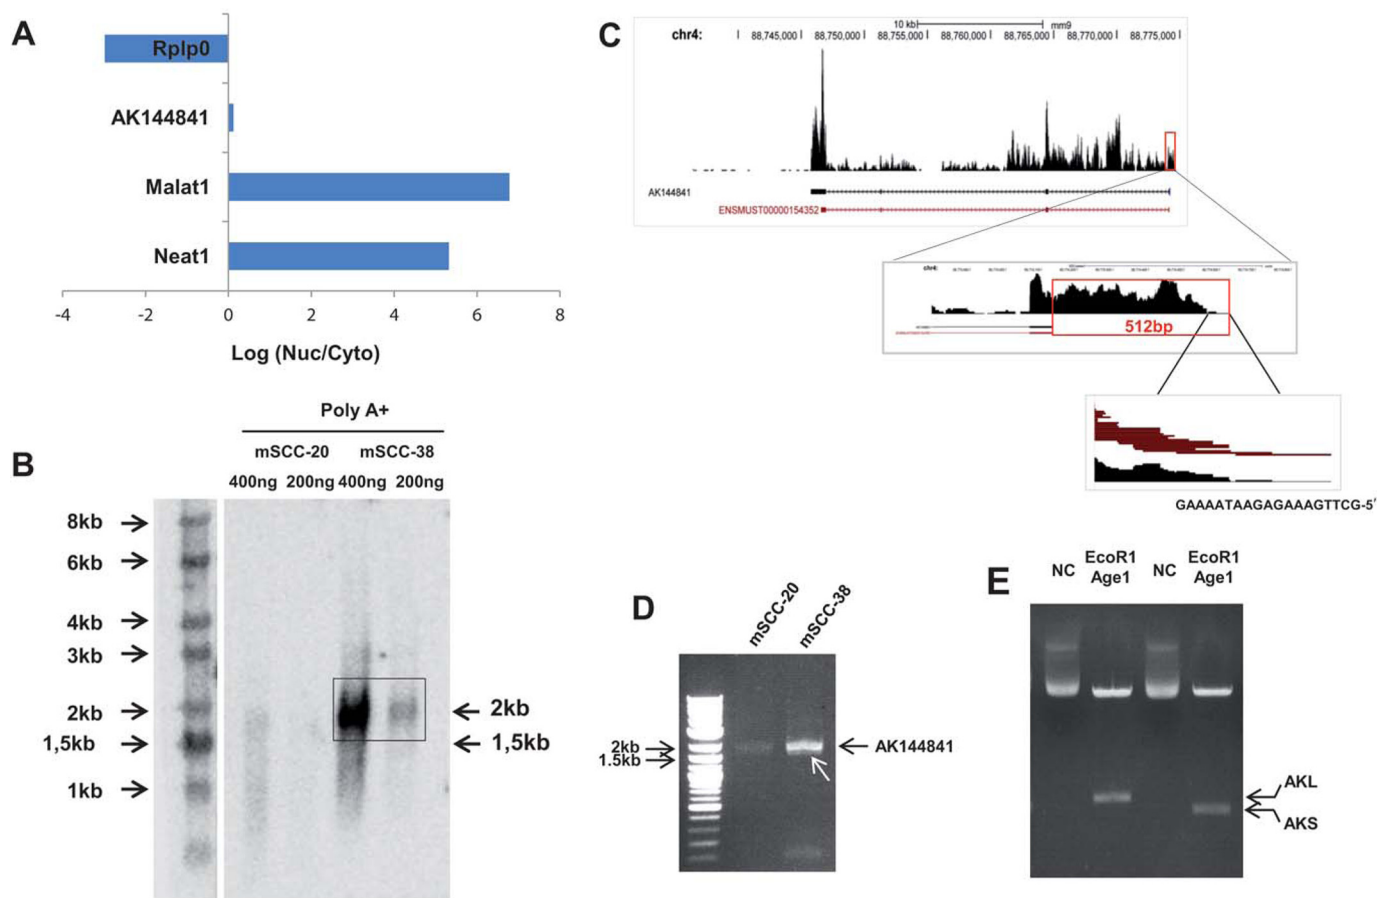 A
Rplp0
AK144841
Malat1
Neat1
-4 -2 0 2 4 6 8
Log (Nuc/Cyto)
B
Poly A+
mSCC-20 mSCC-38
400ng 200ng 400ng 200ng
8kb
6kb
4kb
3kb
2kb
1,5kb
1kb
2kb
1,5kb
C
10 kb mm9
chr4: 88,745,000 88,750,000 88,755,000 88,760,000 88,765,000 88,770,000 88,775,000
AK144841
ENSMUST00000154352
chr4:
512bp
GAAAATAAGAGAAAGTTCG-5′
D
mSCC-20
mSCC-38
2kb
1.5kb
AK144841
E
NC EcoR1 NC EcoR1
Age1 Age1
AKL
AKS